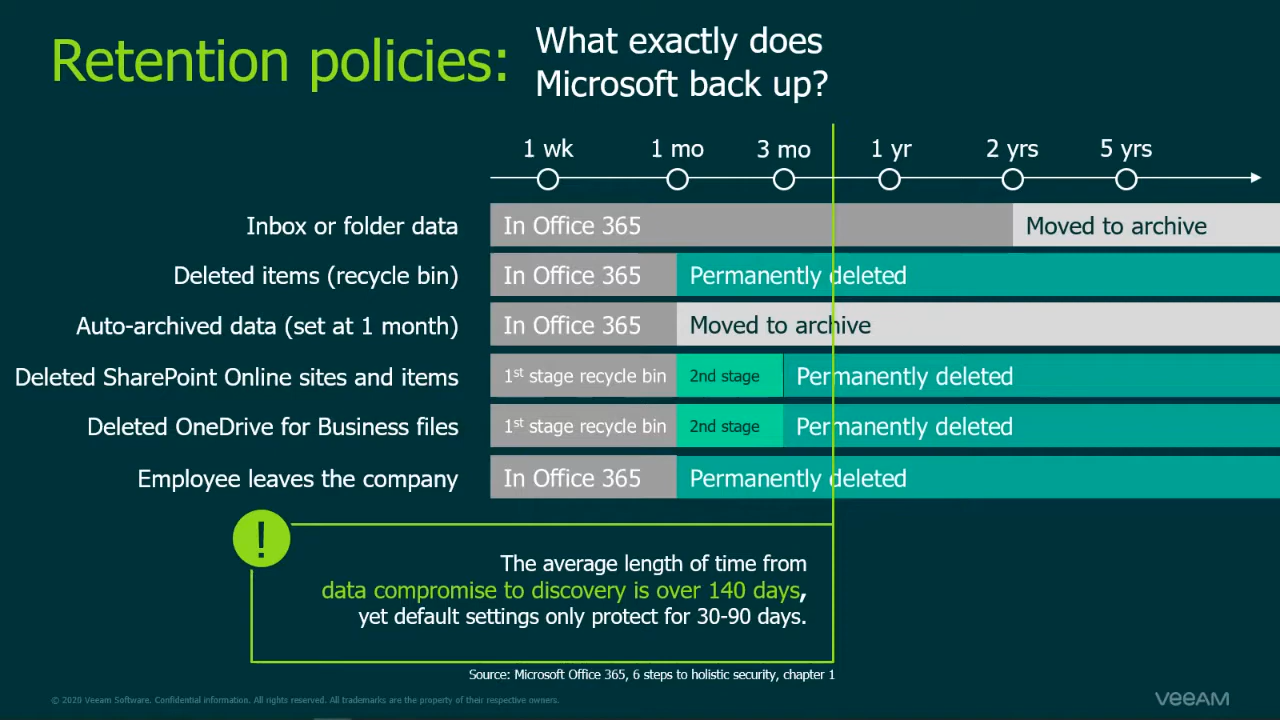 Retention policies:
What exactly does
Microsoft back up?
1 wk
1 mo
3 mo
1 yr
2 yrs
5 yrs
Inbox or folder data
In Office 365
Moved to archive
Deleted items (recycle bin)
In Office 365
Permanently deleted
Auto-archived data (set at 1 month)
In Office 365
Moved to archive
Deleted SharePoint Online sites and items
1st stage recycle bin
2nd stage
Permanently deleted
Deleted OneDrive for Business files
1st stage recycle bin
2nd stage
Permanently deleted
Employee leaves the company
In Office 365
Permanently deleted
!
The average length of time from
data compromise to discovery is over 140 days,
yet default settings only protect for 30-90 days.
Source: Microsoft Office 365, 6 steps to holistic security, chapter 1
© 2020 Veeam Software. Confidential information. All rights reserved. All trademarks are the property of their respective owners.
VEEAM